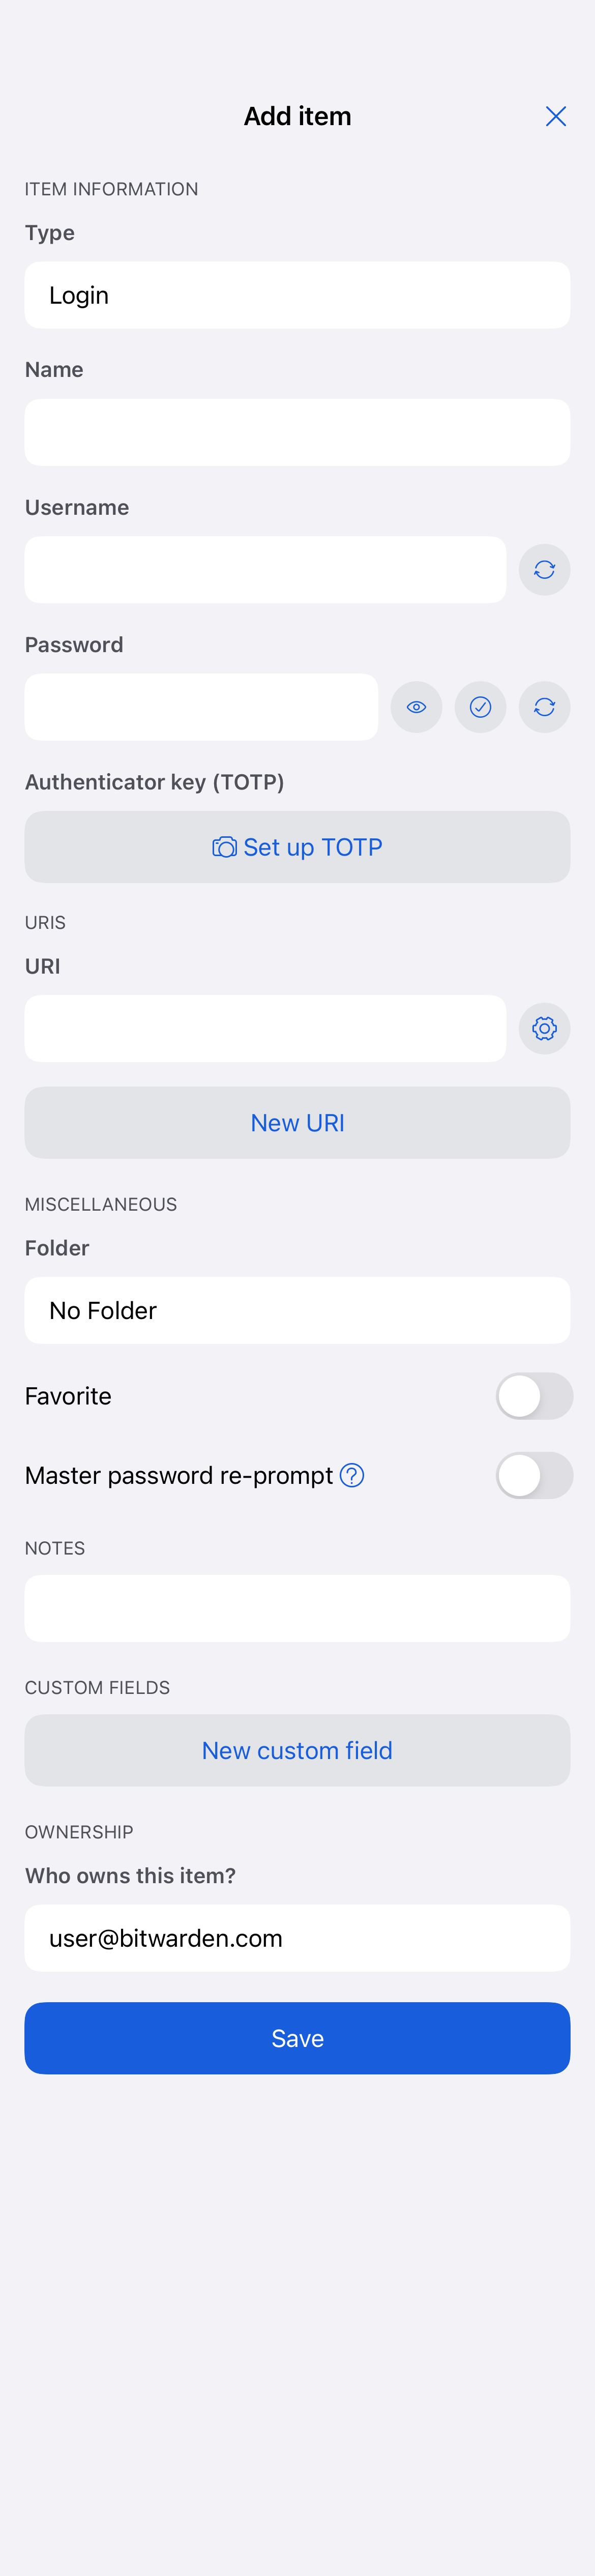 Add item
ITEM INFORMATION
Type
Login
Name
Username
Password
Authenticator key (TOTP)
Set up TOTP
URIS
URI
New URI
MISCELLANEOUS
Folder
No Folder
Favorite
Master password re-prompt
NOTES
CUSTOM FIELDS
New custom field
OWNERSHIP
Who owns this item?
user@bitwarden.com
Save